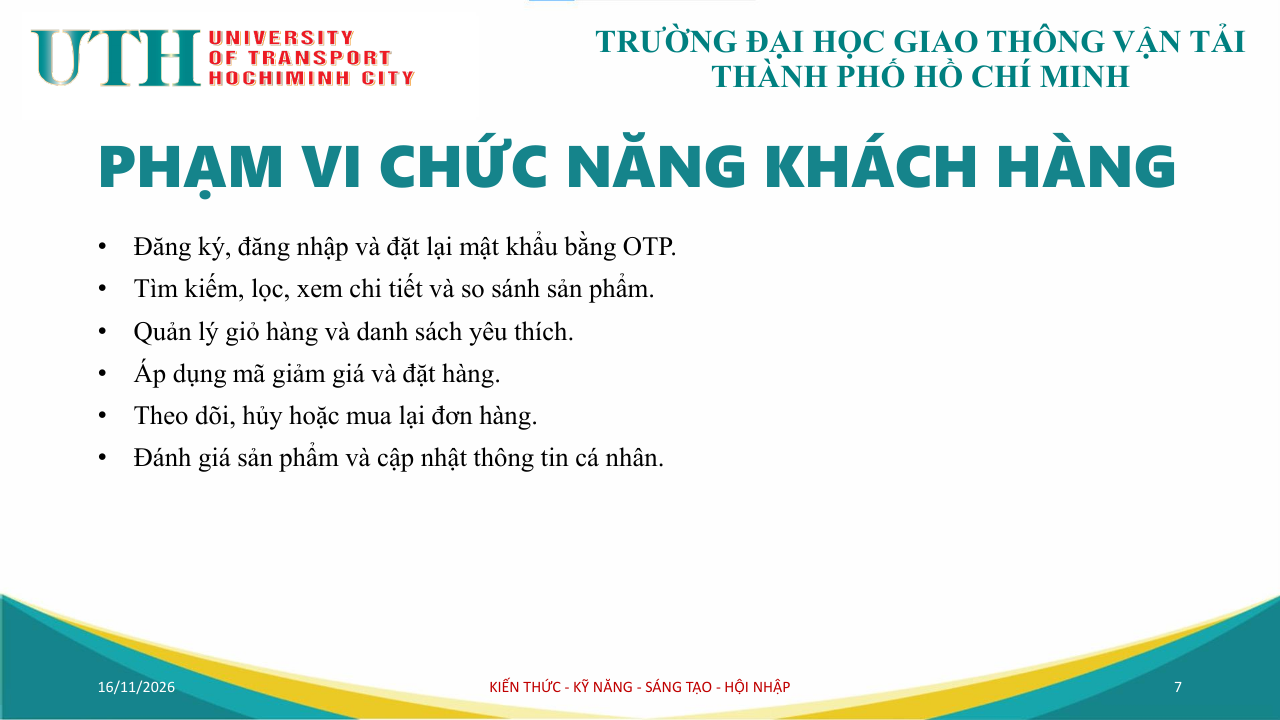 UTH UNIVERSITY
OF TRANSPORT
HOCHIMINH CITY
TRƯỜNG ĐẠI HỌC GIAO THÔNG VẬN TẢI
THÀNH PHỐ HỒ CHÍ MINH
PHẠM VI CHỨC NĂNG KHÁCH HÀNG
• Đăng ký, đăng nhập và đặt lại mật khẩu bằng OTP.
• Tìm kiếm, lọc, xem chi tiết và so sánh sản phẩm.
• Quản lý giỏ hàng và danh sách yêu thích.
• Áp dụng mã giảm giá và đặt hàng.
• Theo dõi, hủy hoặc mua lại đơn hàng.
• Đánh giá sản phẩm và cập nhật thông tin cá nhân.
16/11/2026
KIẾN THỨC - KỸ NĂNG - SÁNG TẠO - HỘI NHẬP
7